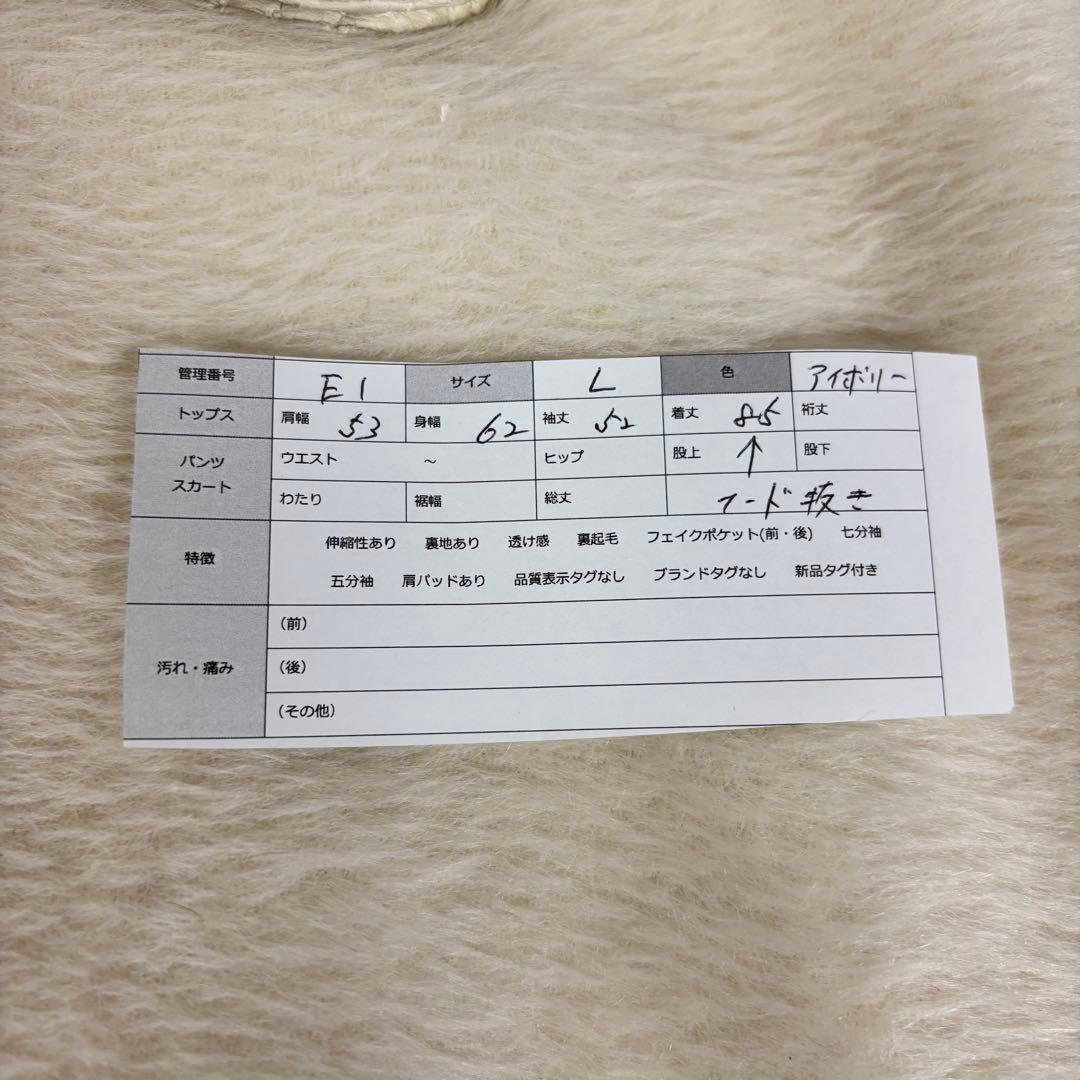 管理番号 E1 サイズ L 色 アイボリー
トップス 肩幅 53 身幅 62 袖丈 52 着丈 85 裄丈
パンツ スカート ウエスト ～ ヒップ 股上 ↑ 股下
わたり 裾幅 総丈 フード抜き
特徴 伸縮性あり 裏地あり 透け感 裏起毛 フェイクポケット(前・後) 七分袖
五分袖 肩パッドあり 品質表示タグなし ブランドタグなし 新品タグ付き
汚れ・痛み (前)
(後)
(その他)